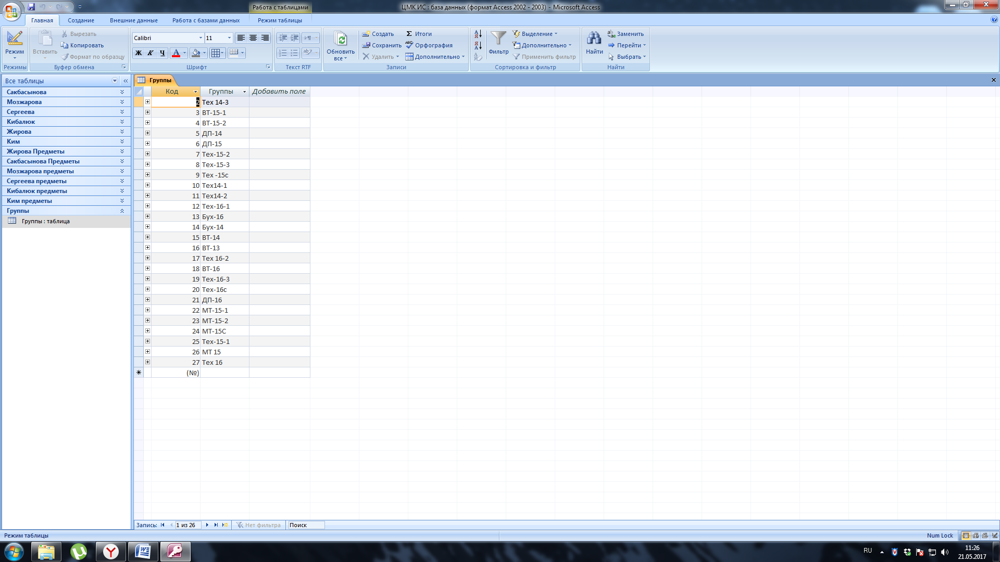 Работа с таблицами
ЦМК ИС : база данных (формат Access 2002 - 2003) - Microsoft Access
Главная Создание Внешние данные Работа с базами данных Режим таблицы
Режим
Режимы
Вставить
Вырезать
Копировать
Формат по образцу
Буфер обмена
Calibri 11
Ж К Ч А
Шрифт
Текст RTF
Обновить все
Создать
Сохранить
Удалить
Итоги
Орфография
Дополнительно
Записи
Фильтр
Выделение
Дополнительно
Применить фильтр
Сортировка и фильтр
Найти
Заменить
Перейти
Выбрать
Найти
Все таблицы
Сакбасынова
Мозжарова
Сергеева
Кибалюк
Жирова
Ким
Жирова Предметы
Сакбасынова Предметы
Мозжарова предметы
Сергеева предметы
Кибалюк предметы
Ким предметы
Группы
Группы : таблица
Группы
Код Группы Добавить поле
2 Тех 14-3
3 ВТ-15-1
4 ВТ-15-2
5 ДП-14
6 ДП-15
7 Тех-15-2
8 Тех-15-3
9 Тех -15с
10 Тех14-1
11 Тех14-2
12 Тех-16-1
13 Бух-16
14 Бух-14
15 ВТ-14
16 ВТ-13
17 Тех 16-2
18 ВТ-16
19 Тех-16-3
20 Тех-16с
21 ДП-16
22 МТ-15-1
23 МТ-15-2
24 МТ-15С
25 Тех-15-1
26 МТ 15
27 Тех 16
(№)
Запись: 1 из 26 Нет фильтра Поиск
Режим таблицы
Num Lock
RU
11:26
21.05.2017